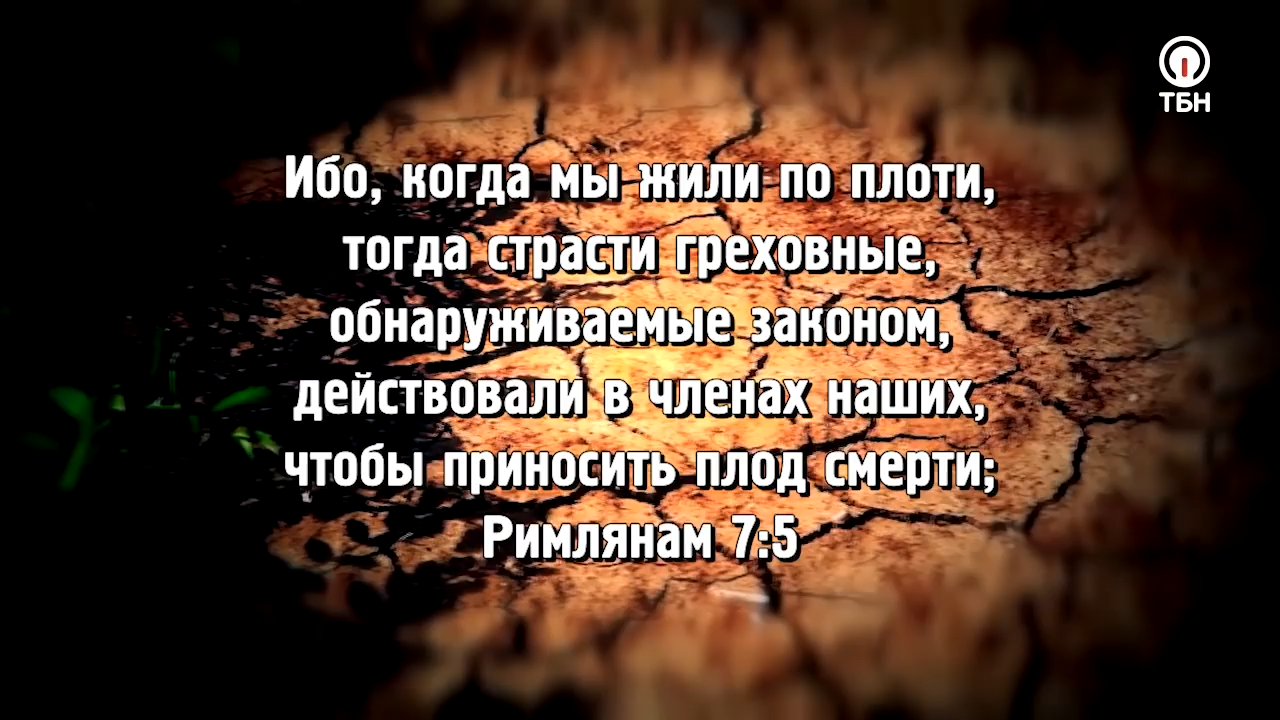 ТБН
Ибо, когда мы жили по плоти,
тогда страсти греховные,
обнаруживаемые законом,
действовали в членах наших,
чтобы приносить плод смерти;
Римлянам 7:5